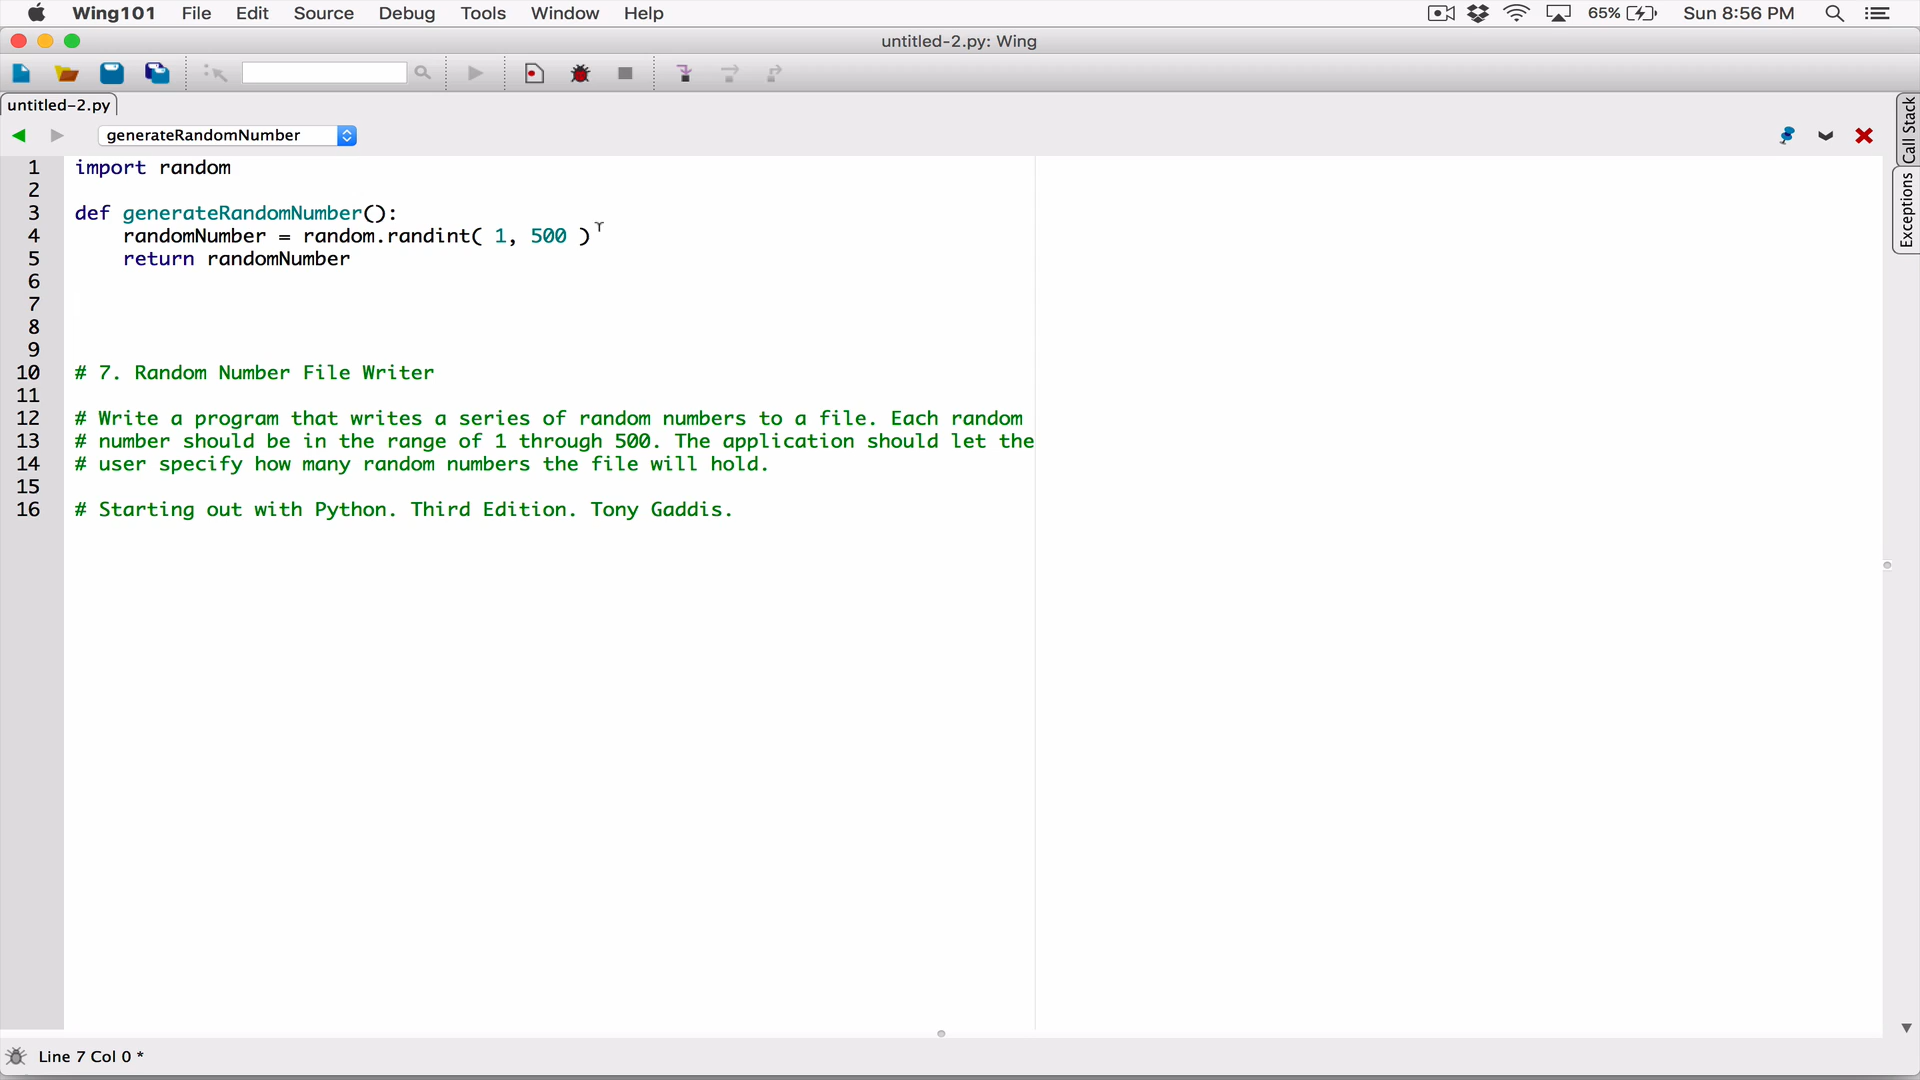 Wing101 File Edit Source Debug Tools Window Help 65% Sun 8:56 PM
untitled-2.py: Wing
untitled-2.py
generateRandomNumber
Call Stack
Exceptions
1 import random
2
3 def generateRandomNumber():
4 randomNumber = random.randint( 1, 500 )
5 return randomNumber
6
7
8
9
10 # 7. Random Number File Writer
11
12 # Write a program that writes a series of random numbers to a file. Each random
13 # number should be in the range of 1 through 500. The application should let the
14 # user specify how many random numbers the file will hold.
15
16 # Starting out with Python. Third Edition. Tony Gaddis.
Line 7 Col 0 *